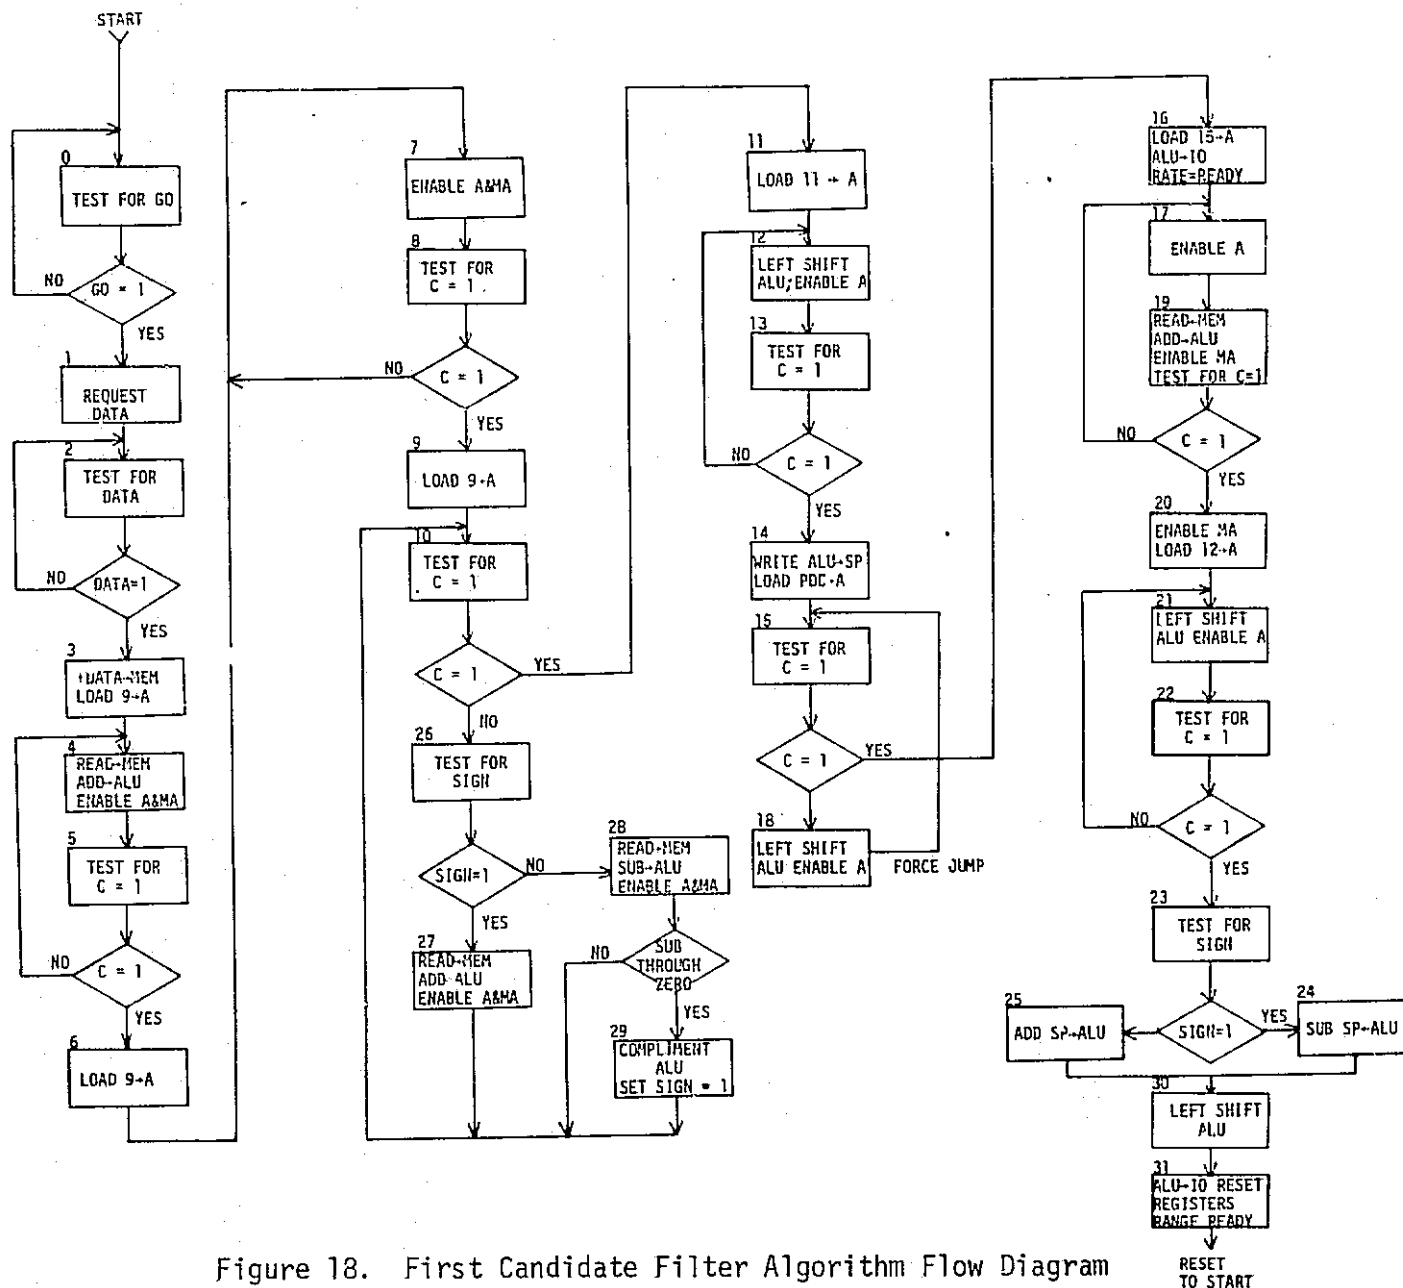 START
0
TEST FOR GO
GO = 1
NO
YES
1
REQUEST
DATA
2
TEST FOR
DATA
DATA=1
NO
YES
3
+DATA→MEM
LOAD 9→A
4
READ→MEM
ADD→ALU
ENABLE A&MA
5
TEST FOR
C = 1
C = 1
NO
YES
6
LOAD 9→A
7
ENABLE A&MA
8
TEST FOR
C = 1
C = 1
NO
YES
9
LOAD 9→A
10
TEST FOR
C = 1
C = 1
YES
NO
26
TEST FOR
SIGN
SIGN=1
NO
YES
27
READ→MEM
ADD ALU
ENABLE A&MA
28
READ→MEM
SUB→ALU
ENABLE A&MA
SUB
THROUGH
ZERO
NO
YES
29
COMPLIMENT
ALU
SET SIGN = 1
11
LOAD 11 → A
12
LEFT SHIFT
ALU;ENABLE A
13
TEST FOR
C = 1
C = 1
NO
YES
14
WRITE ALU→SP
LOAD PDC→A
15
TEST FOR
C = 1
C = 1
YES
18
LEFT SHIFT
ALU ENABLE A
FORCE JUMP
16
LOAD 15→A
ALU→IO
RATE=READY
17
ENABLE A
19
READ→MEM
ADD→ALU
ENABLE MA
TEST FOR C=1
C = 1
NO
YES
20
ENABLE MA
LOAD 12→A
21
LEFT SHIFT
ALU ENABLE A
22
TEST FOR
C = 1
C = 1
NO
YES
23
TEST FOR
SIGN
SIGN=1
YES
25
ADD SP→ALU
24
SUB SP→ALU
30
LEFT SHIFT
ALU
31
ALU→IO RESET
REGISTERS
RANGE READY
RESET
TO START
Figure 18. First Candidate Filter Algorithm Flow Diagram